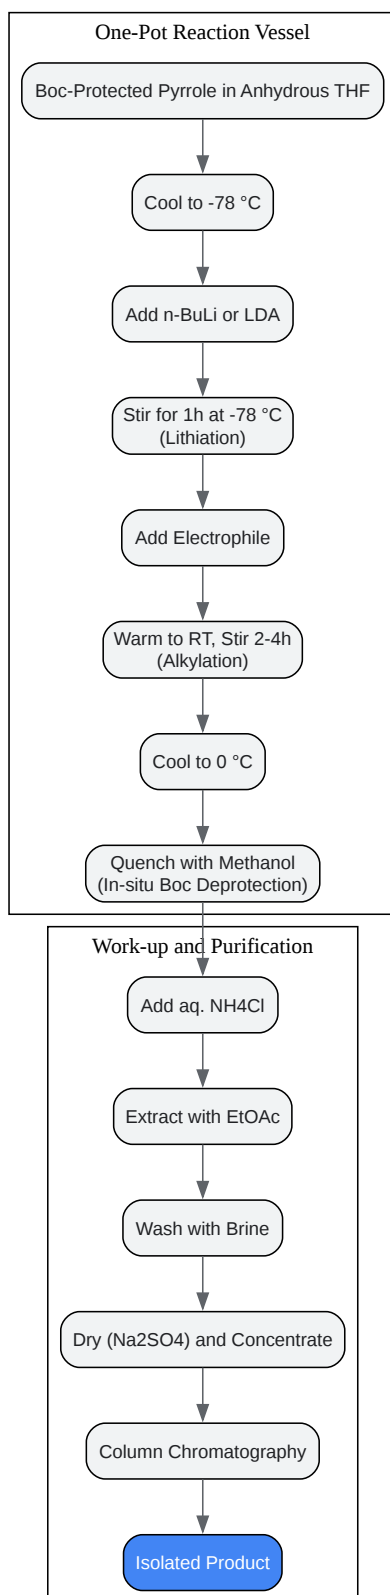 One-Pot Reaction Vessel
Boc-Protected Pyrrole in Anhydrous THF
Cool to -78 °C
Add n-BuLi or LDA
Stir for 1h at -78 °C
(Lithiation)
Add Electrophile
Warm to RT, Stir 2-4h
(Alkylation)
Cool to 0 °C
Quench with Methanol
(In-situ Boc Deprotection)
Work-up and Purification
Add aq. NH4Cl
Extract with EtOAc
Wash with Brine
Dry (Na2SO4) and Concentrate
Column Chromatography
Isolated Product